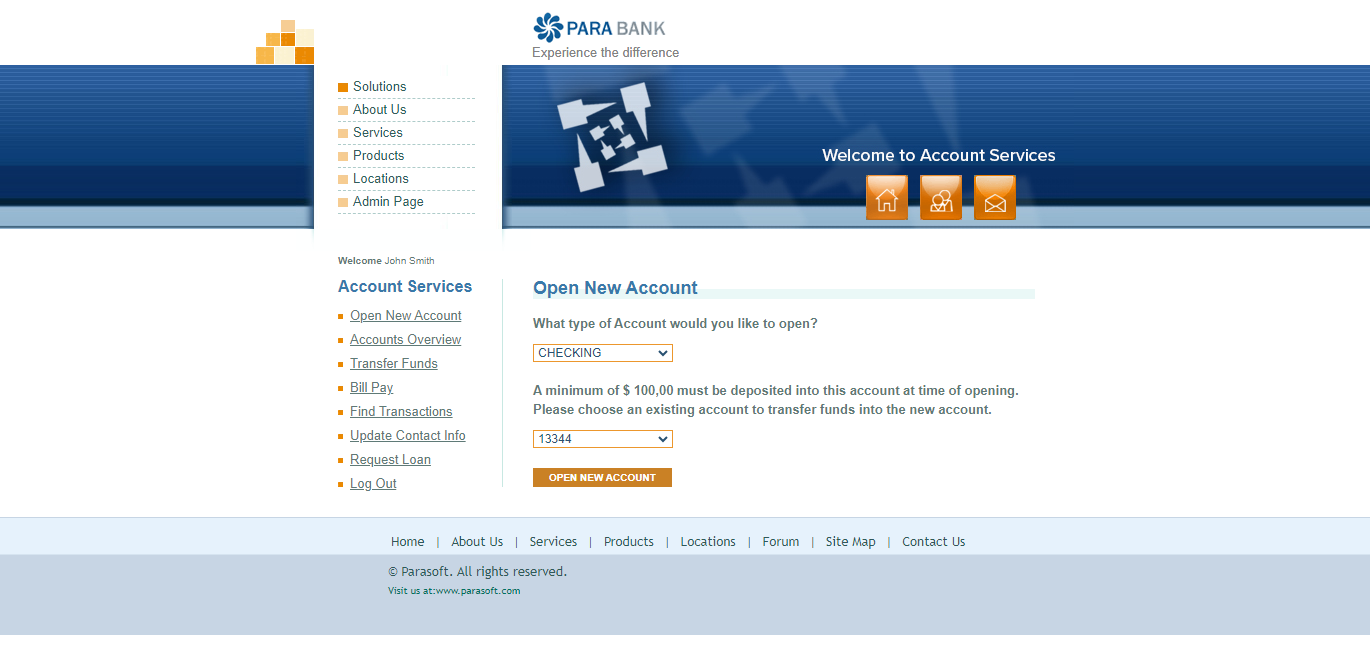 PARA BANK
Experience the difference
Solutions
About Us
Services
Products
Locations
Admin Page
Welcome to Account Services
Welcome John Smith
Account Services
Open New Account
Accounts Overview
Transfer Funds
Bill Pay
Find Transactions
Update Contact Info
Request Loan
Log Out
Open New Account
What type of Account would you like to open?
CHECKING
A minimum of $ 100,00 must be deposited into this account at time of opening.
Please choose an existing account to transfer funds into the new account.
13344
OPEN NEW ACCOUNT
Home | About Us | Services | Products | Locations | Forum | Site Map | Contact Us
© Parasoft. All rights reserved.
Visit us at:www.parasoft.com